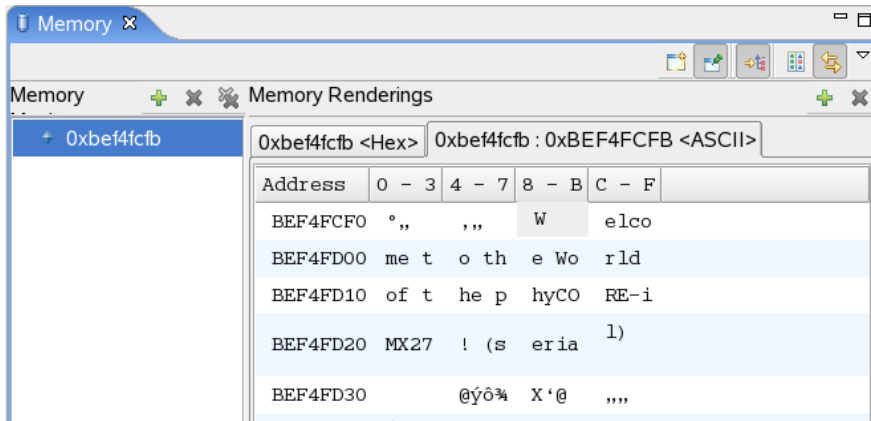 Memory
Memory Memory Renderings
0xbef4fcfb
0xbef4fcfb <Hex> 0xbef4fcfb : 0xBEF4FCFB <ASCII>
Address 0 - 3 4 - 7 8 - B C - F
BEF4FCF0 °„ ‚„ W elco
BEF4FD00 me t o th e Wo rld
BEF4FD10 of t he p hyCO RE-i
BEF4FD20 MX27 ! (s eria l)
BEF4FD30 @ýô¾ X‘@ „„